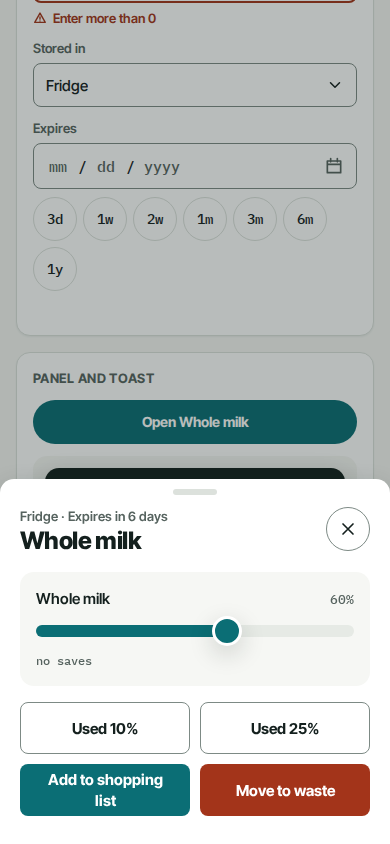 Enter more than 0
Stored in
Fridge
Expires
mm / dd / yyyy
3d 1w 2w 1m 3m 6m
1y
PANEL AND TOAST
Open Whole milk
Fridge · Expires in 6 days
Whole milk
Whole milk 60%
no saves
Used 10% Used 25%
Add to shopping
list
Move to waste